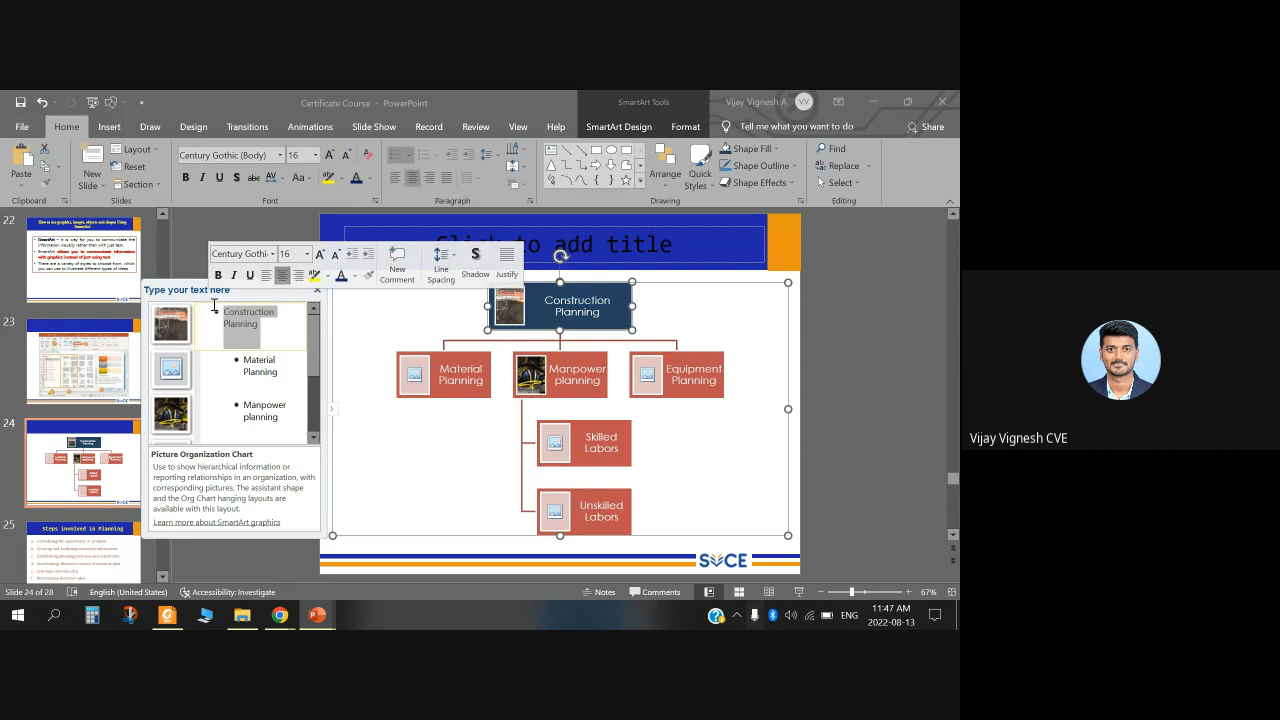 Certificate Course - PowerPoint
SmartArt Tools
Vijay Vignesh A
VV
File
Home
Insert
Draw
Design
Transitions
Animations
Slide Show
Record
Review
View
Help
SmartArt Design
Format
Tell me what you want to do
Share
Paste
New
Slide
Layout
Reset
Section
Century Gothic (Body)
16
Shape Fill
Shape Outline
Shape Effects
Arrange
Quick
Styles
Find
Replace
Select
Clipboard
Font
Paragraph
Drawing
Editing
22
23
24
25
Steps involved in Planning
Century Gothi
16
New
Comment
Line
Spacing
Shadow
Justify
Type your text here
Construction
Planning
Material
Planning
Manpower
planning
Picture Organization Chart
Use to show hierarchical information or
reporting relationships in an organization, with
corresponding pictures. The assistant shape
and the Org Chart hanging layouts are
available with this layout.
Learn more about SmartArt graphics
Click to add title
Construction
Planning
Material
Planning
Manpower
planning
Equipment
Planning
Skilled
Labors
Unskilled
Labors
SVCE
Slide 24 of 28
English (United States)
Accessibility: Investigate
Notes
Comments
67%
ENG
11:47 AM
2022-08-13
Vijay Vignesh CVE